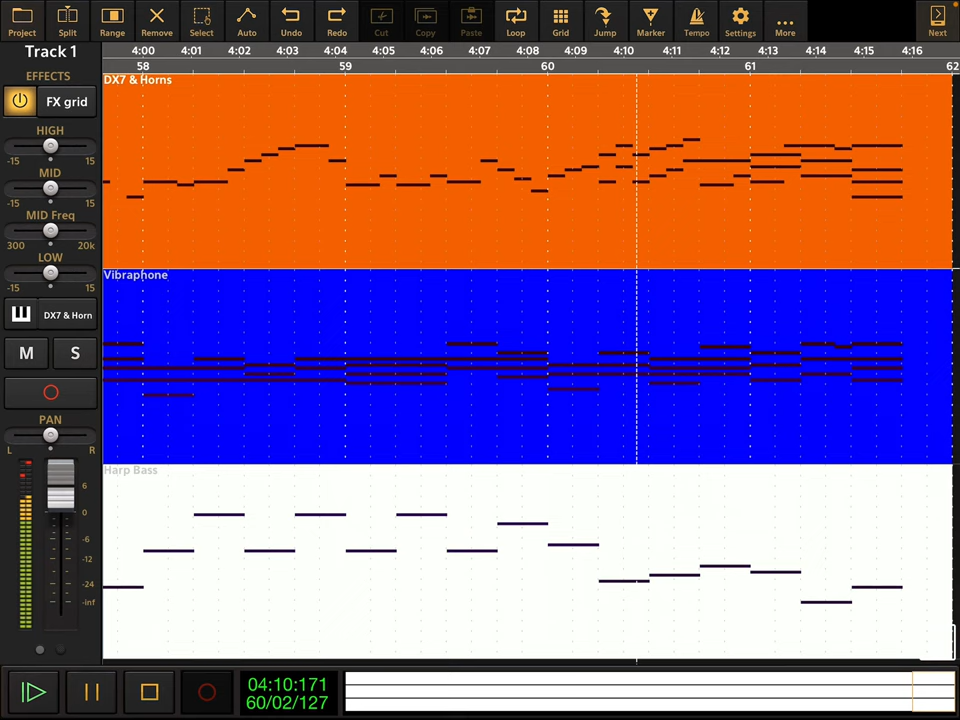 Project Split Range Remove Select Auto Undo Redo Cut Copy Paste Loop Grid Jump Marker Tempo Settings More Next
Track 1 4:00 4:01 4:02 4:03 4:04 4:05 4:06 4:07 4:08 4:09 4:10 4:11 4:12 4:13 4:14 4:15 4:16
58 59 60 61 62
EFFECTS
FX grid
HIGH
-15 15
MID
-15 15
MID Freq
300 20k
LOW
-15 15
DX7 & Horn
M S
PAN
L R
6
0
-6
-12
-24
-inf
DX7 & Horns
Vibraphone
Harp Bass
04:10:171
60/02/127